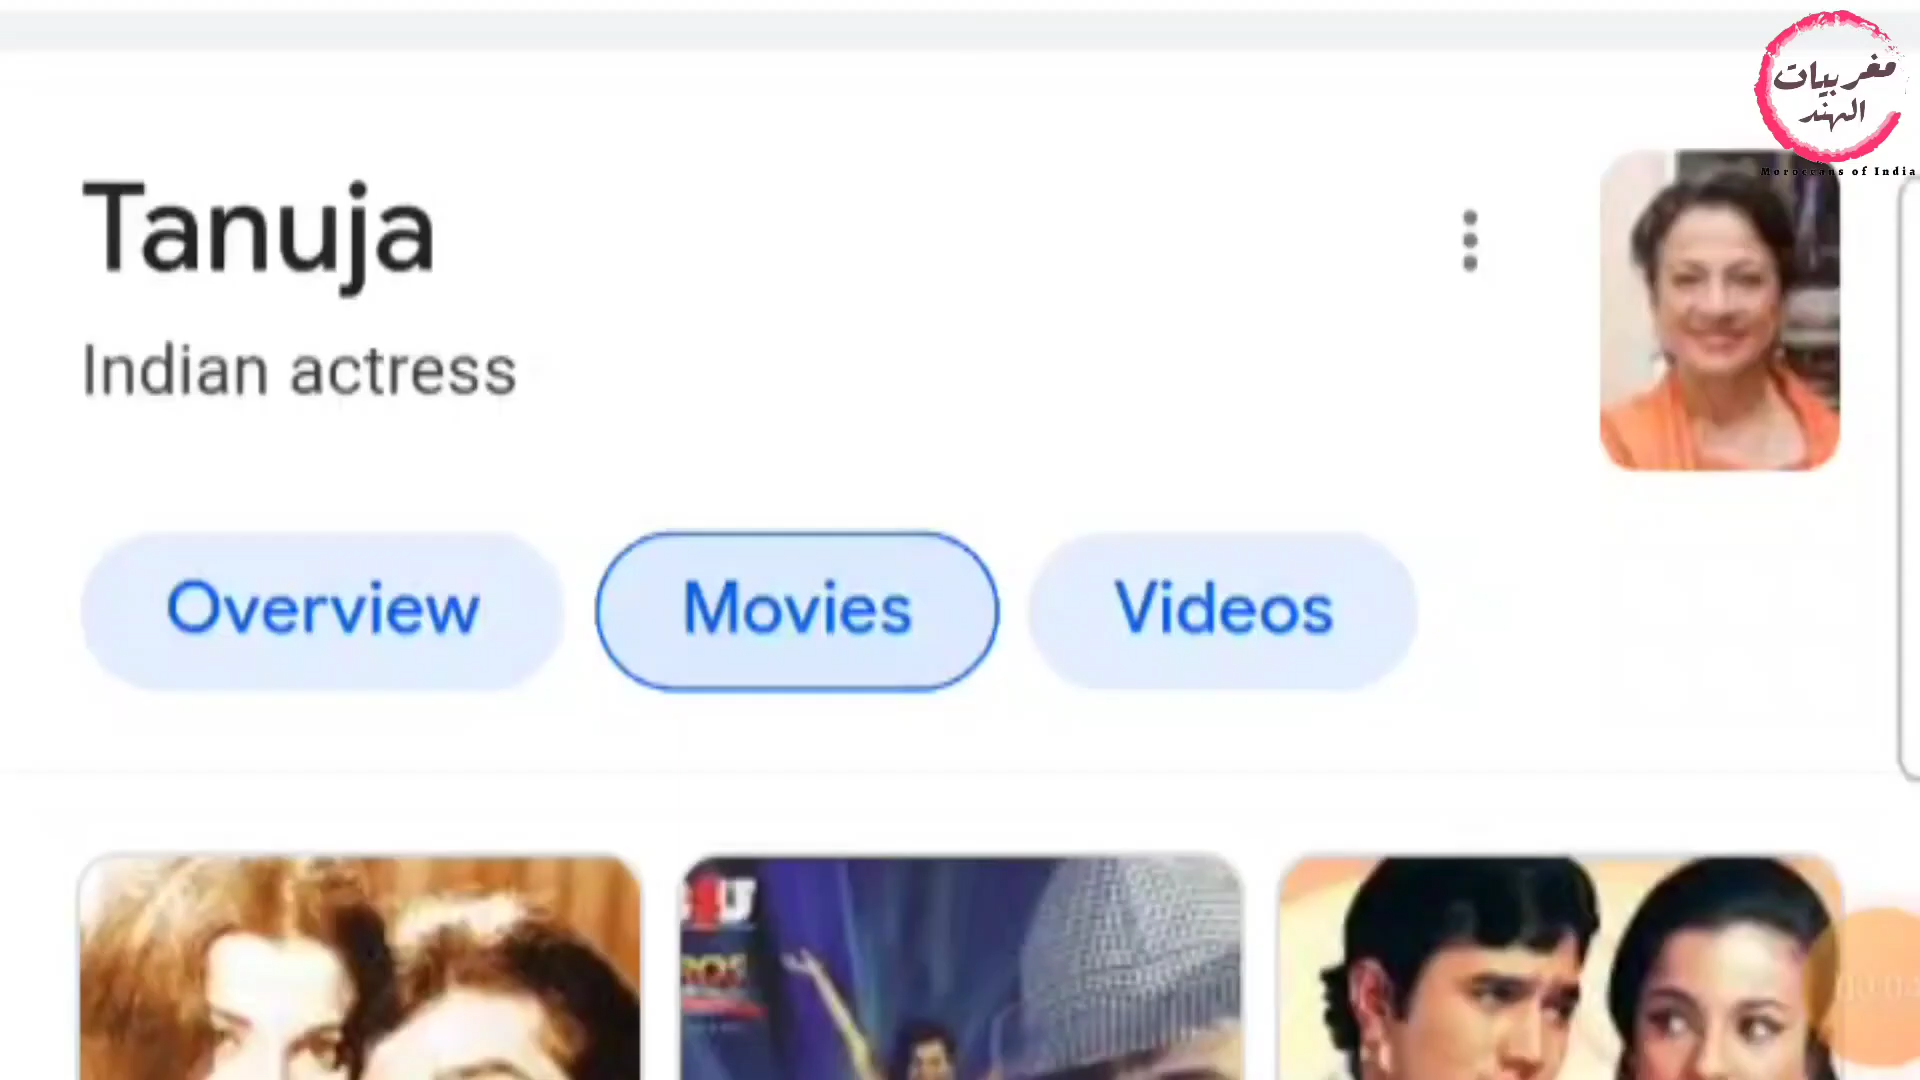 مغربيات
الهند
Moroccans of India
Tanuja
Indian actress
Overview
Movies
Videos